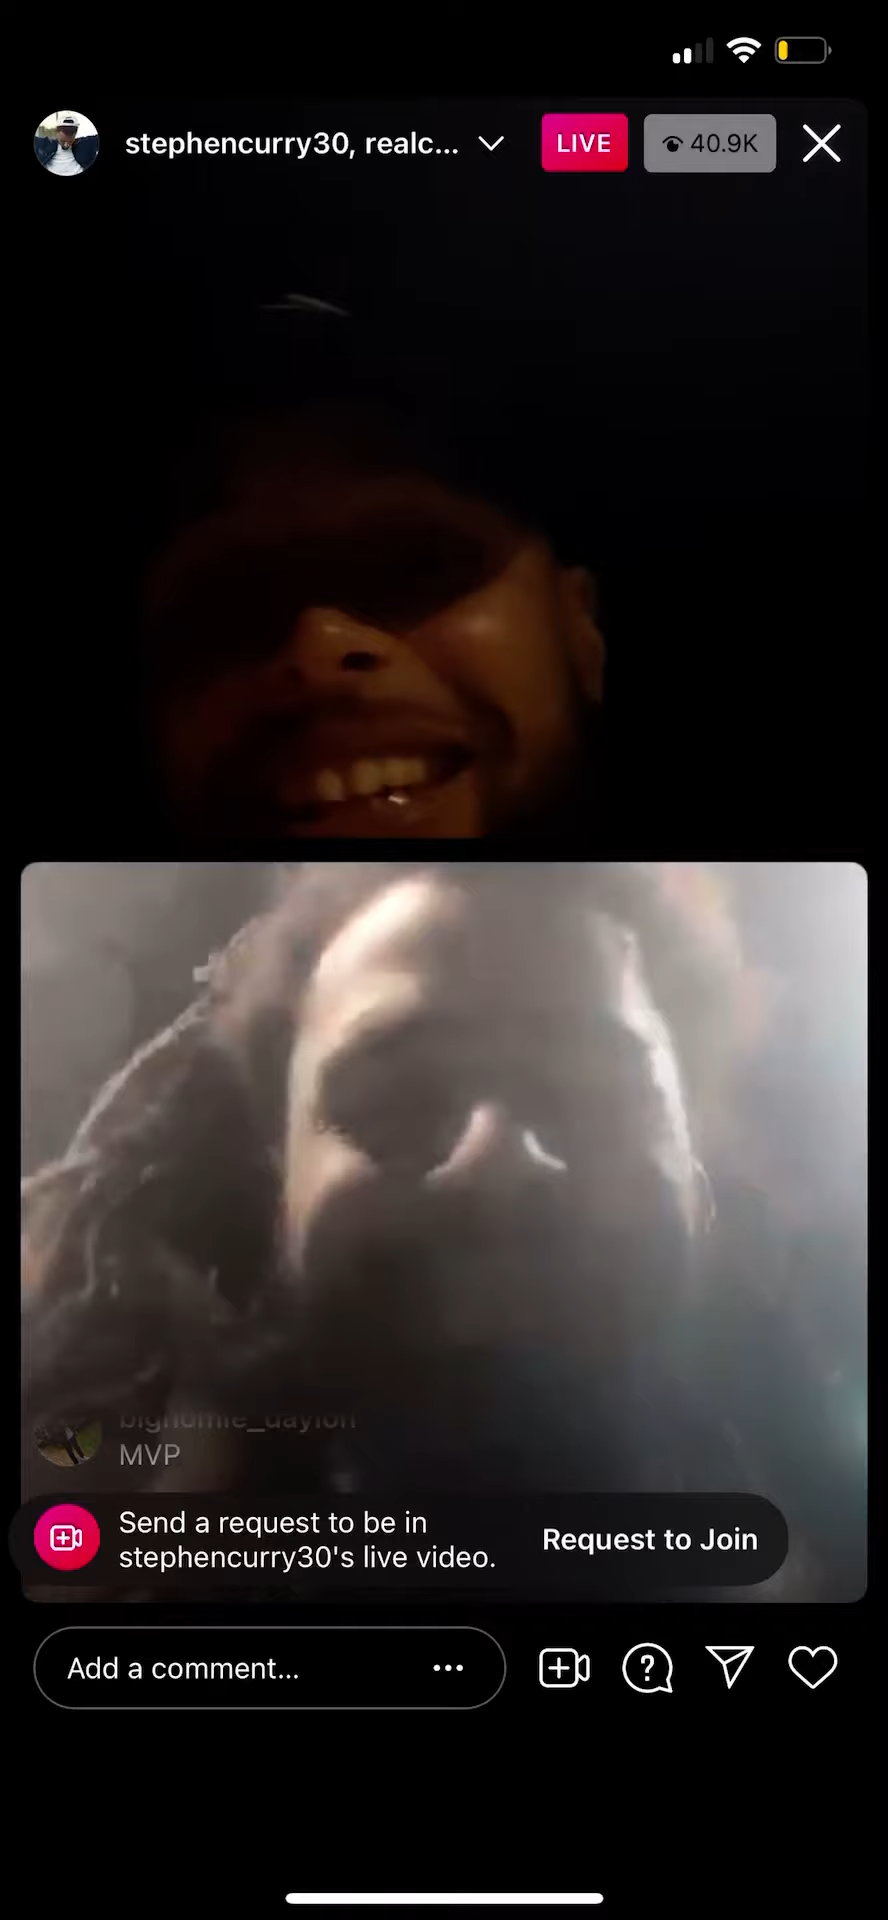 stephencurry30, realc...
LIVE
40.9K
bighomie_daylon
MVP
Send a request to be in
stephencurry30's live video.
Request to Join
Add a comment...